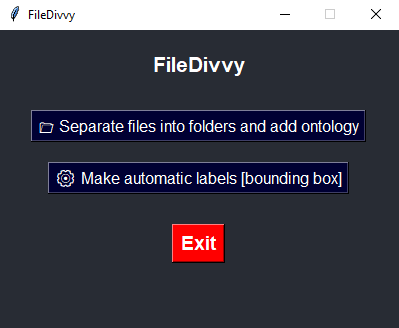 FileDivvy
FileDivvy
Separate files into folders and add ontology
Make automatic labels [bounding box]
Exit